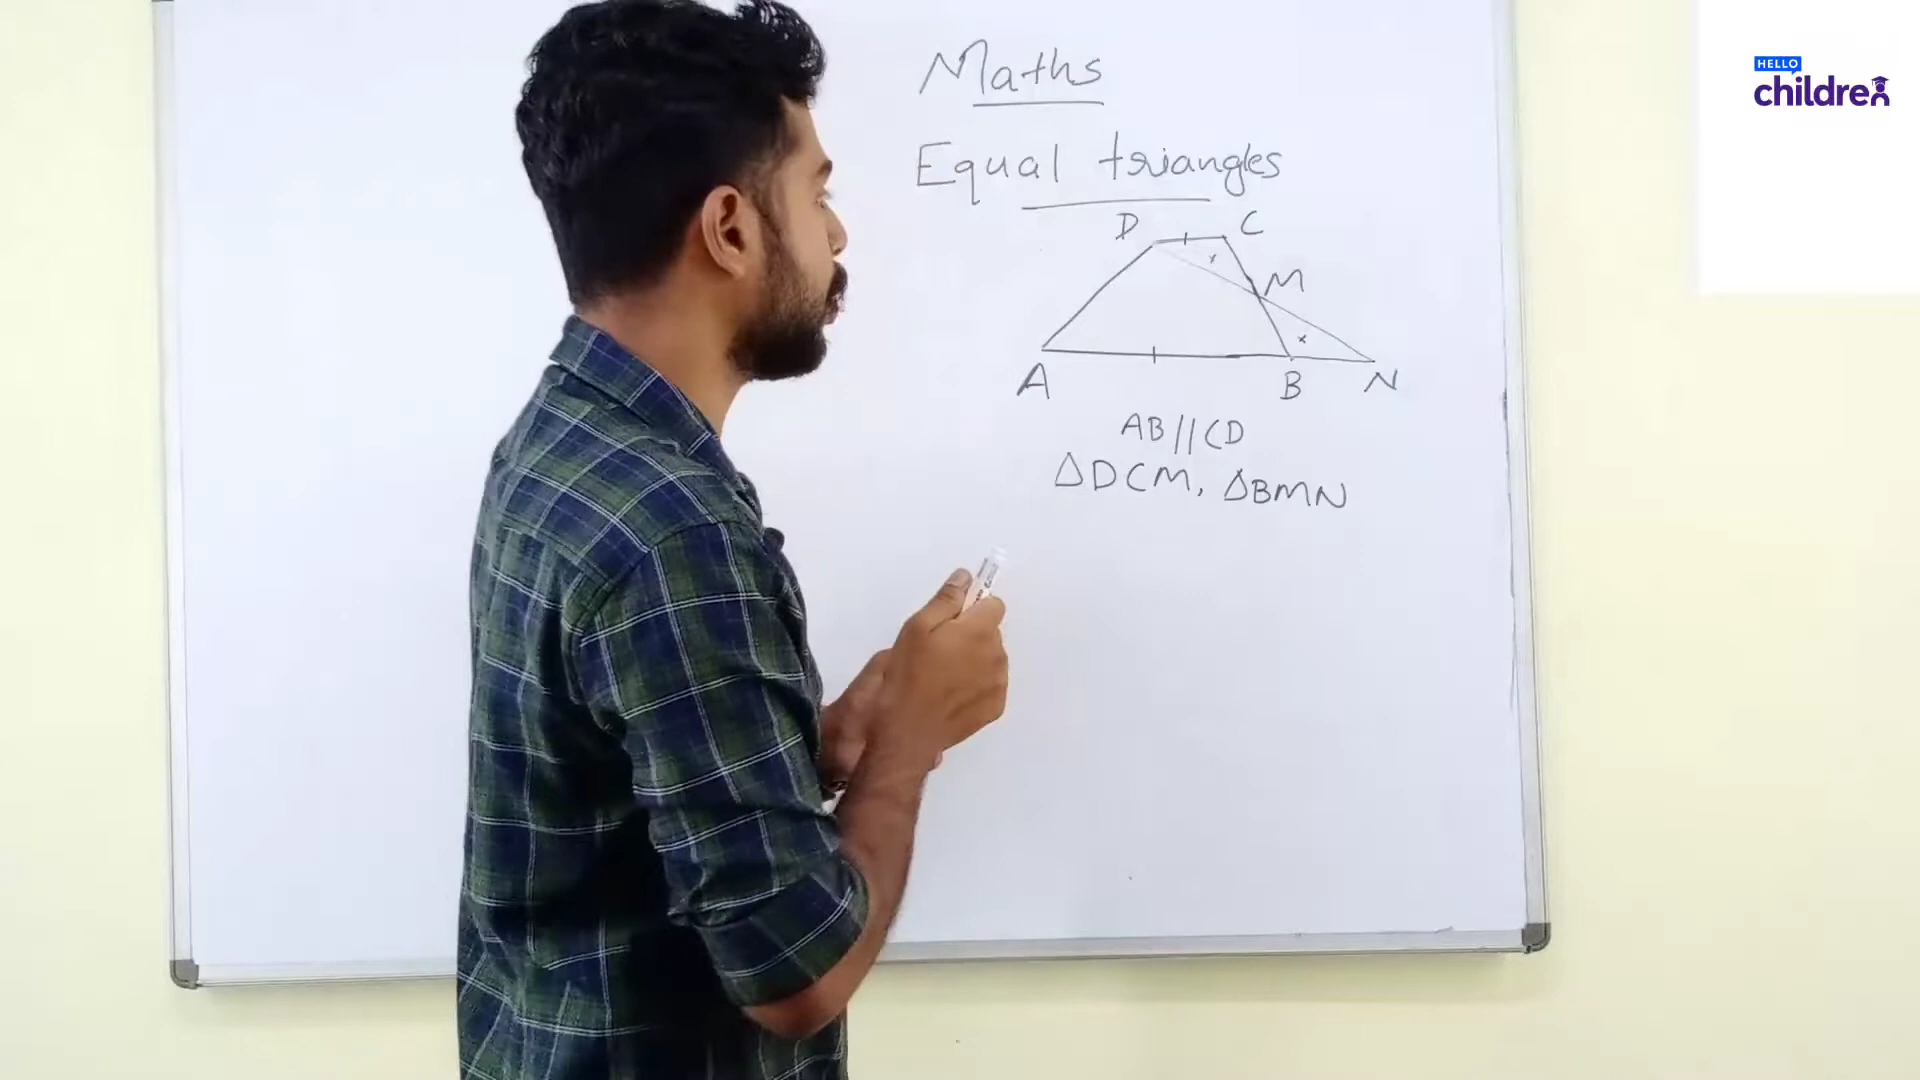 HELLO
children
Maths
Equal triangles
D C
M
A B N
AB//CD
△DCM, △BMN